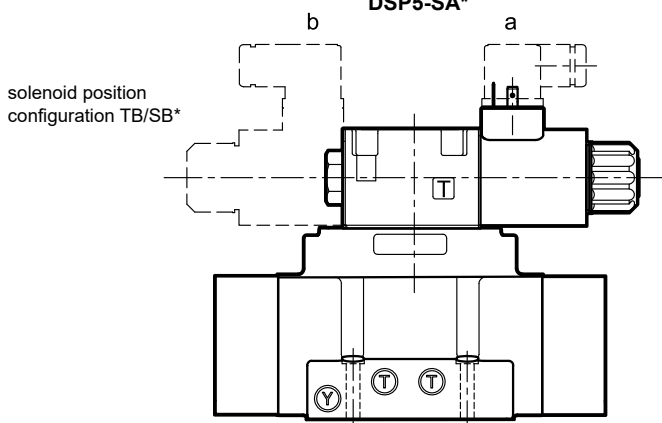 DSP5-SA*
b
a
solenoid position
configuration TB/SB*
T
T
T
Y